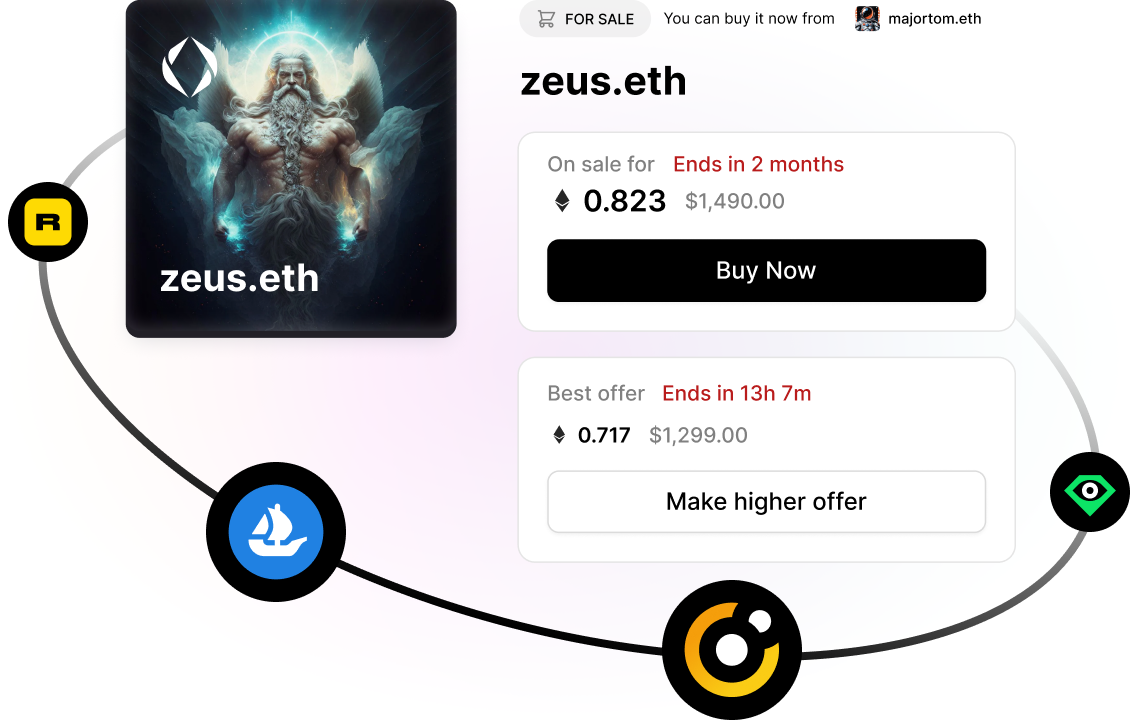 FOR SALE You can buy it now from majortom.eth
zeus.eth
On sale for Ends in 2 months
0.823 $1,490.00
Buy Now
Best offer Ends in 13h 7m
0.717 $1,299.00
Make higher offer
zeus.eth
R